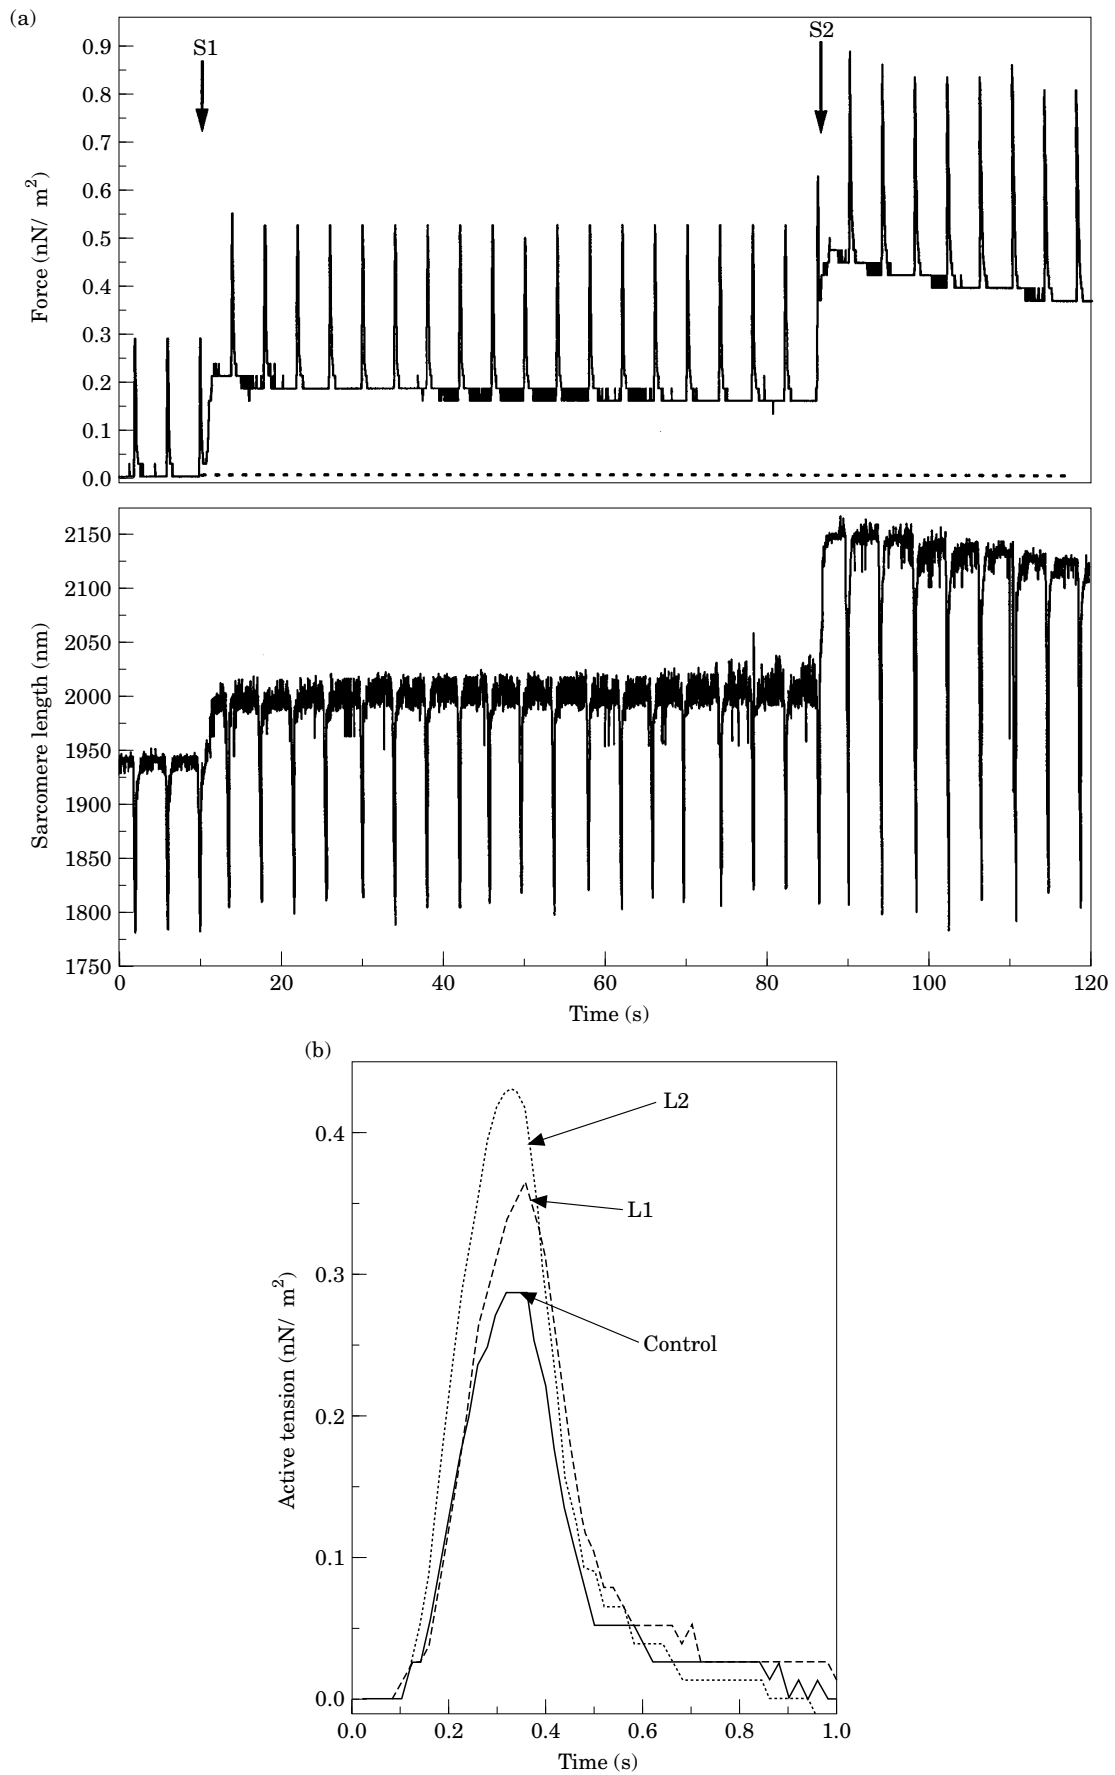 (a)
S1
S2
0.9
0.8
0.7
0.6
0.5
0.4
0.3
0.2
0.1
0.0
Force (nN/ m²)
2150
2100
2050
2000
1950
1900
1850
1800
1750
Sarcomere length (nm)
0 20 40 60 80 100 120
Time (s)
(b)
L2
L1
Control
0.4
0.3
0.2
0.1
0.0
Active tension (nN/ m²)
0.0 0.2 0.4 0.6 0.8 1.0
Time (s)